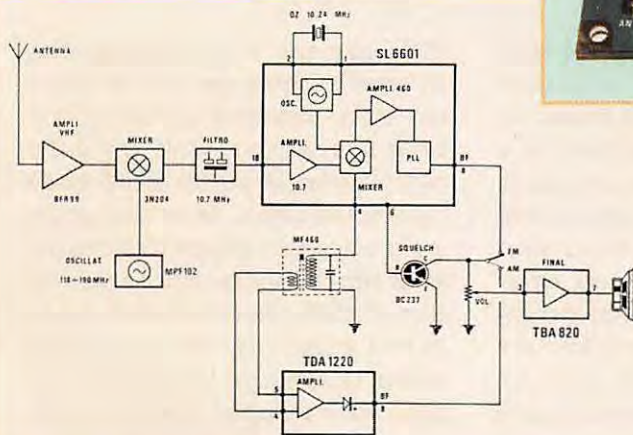 QZ 10.24 MHz
2
1
SL6601
ANTENNA
OSC.
AMPLI. 460
AMPLI
VHF
MIXER
FILTRO
AMPLI.
10.7
PLL
BF
18
8
MIXER
BFR99
3N204
10.7 MHz
4
6
OSCILLAT.
110-190 MHz
MPF102
MF460
SQUELCH
B
C
E
BC237
FM
AM
VOL.
FINAL
3
7
TBA 820
TDA 1220
AMPLI.
5
4
BF
8
AN